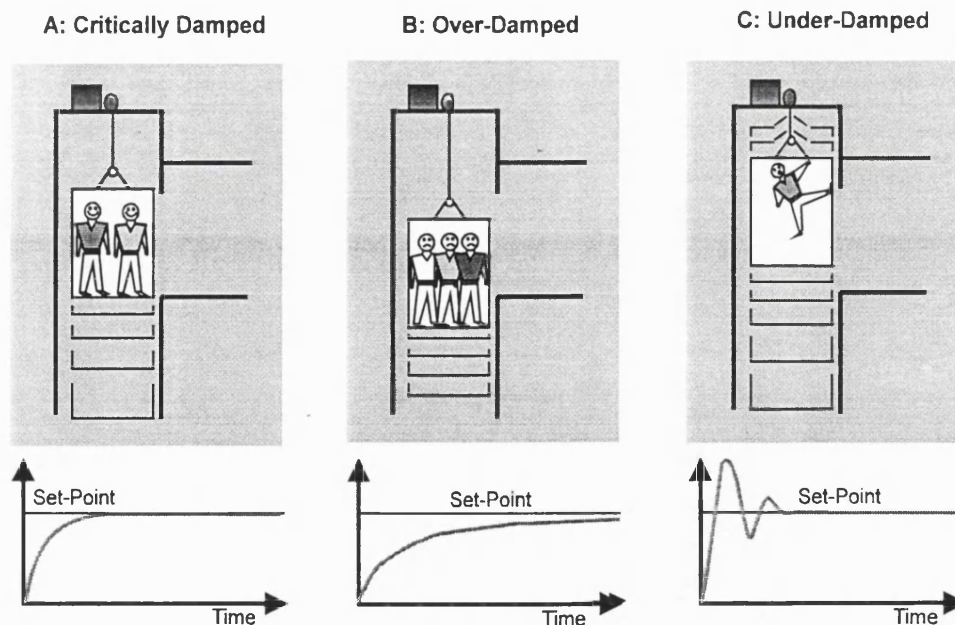 A: Critically Damped
B: Over-Damped
C: Under-Damped
Set-Point
Time
Set-Point
Time
Set-Point
Time